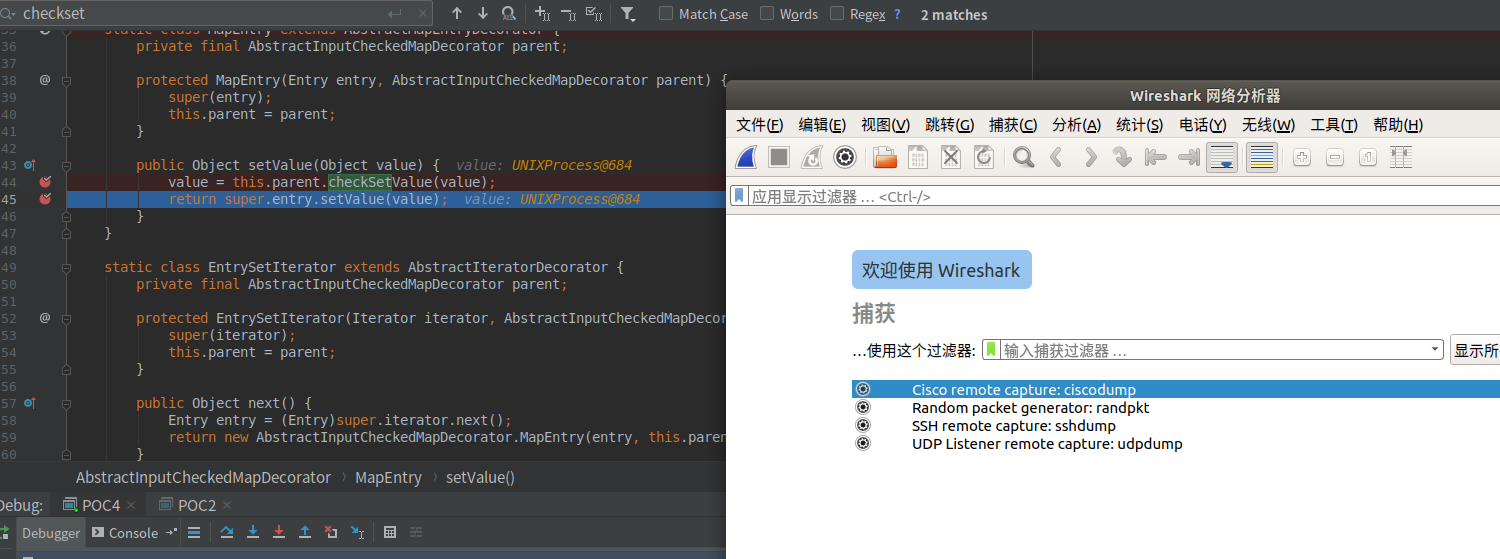 checkset
Match Case
Words
Regex
?
2 matches
35 static class MapEntry extends AbstractMapEntryDecorator {
36 private final AbstractInputCheckedMapDecorator parent;
37
38 @ protected MapEntry(Entry entry, AbstractInputCheckedMapDecorator parent) {
39 super(entry);
40 this.parent = parent;
41 }
42
43 public Object setValue(Object value) { value: UNIXProcess@684
44 value = this.parent.checkSetValue(value);
45 return super.entry.setValue(value); value: UNIXProcess@684
46 }
47 }
48
49 static class EntrySetIterator extends AbstractIteratorDecorator {
50 private final AbstractInputCheckedMapDecorator parent;
51
52 @ protected EntrySetIterator(Iterator iterator, AbstractInputCheckedMapDecor
53 super(iterator);
54 this.parent = parent;
55 }
56
57 public Object next() {
58 Entry entry = (Entry)super.iterator.next();
59 return new AbstractInputCheckedMapDecorator.MapEntry(entry, this.paren
60 }
AbstractInputCheckedMapDecorator › MapEntry › setValue()
Debug: POC4 × POC2 ×
Debugger Console
Wireshark 网络分析器
文件(F) 编辑(E) 视图(V) 跳转(G) 捕获(C) 分析(A) 统计(S) 电话(Y) 无线(W) 工具(T) 帮助(H)
应用显示过滤器 … <Ctrl-/>
欢迎使用 Wireshark
捕获
…使用这个过滤器: 输入捕获过滤器 … 显示所
Cisco remote capture: ciscodump
Random packet generator: randpkt
SSH remote capture: sshdump
UDP Listener remote capture: udpdump